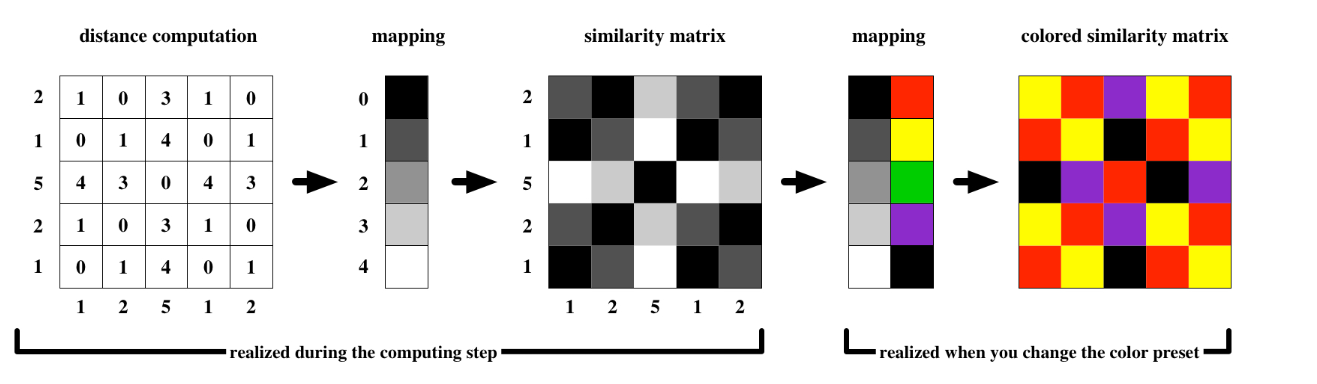 distance computation mapping similarity matrix mapping colored similarity matrix
2 1 0 3 1 0 0 2
1 0 1 4 0 1 1 1
5 4 3 0 4 3 2 5
2 1 0 3 1 0 3 2
1 0 1 4 0 1 4 1
1 2 5 1 2 1 2 5 1 2
realized during the computing step realized when you change the color preset